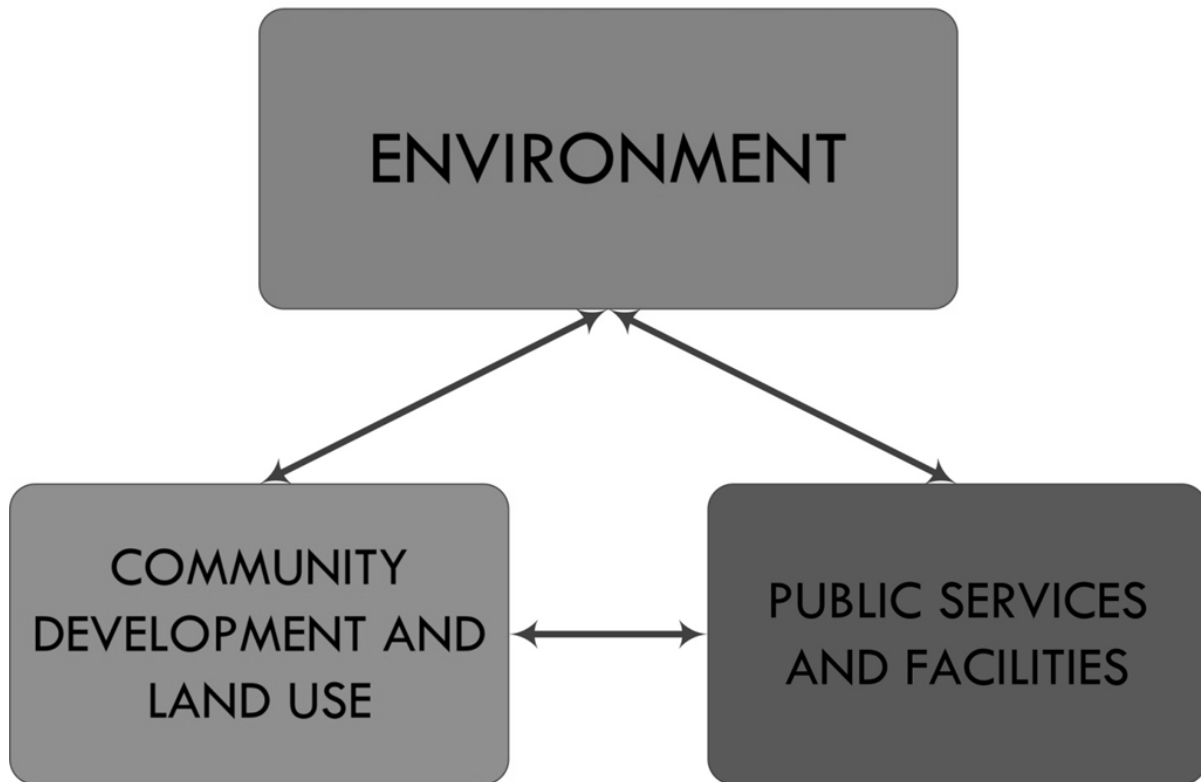 ENVIRONMENT
COMMUNITY
DEVELOPMENT AND
LAND USE
PUBLIC SERVICES
AND FACILITIES